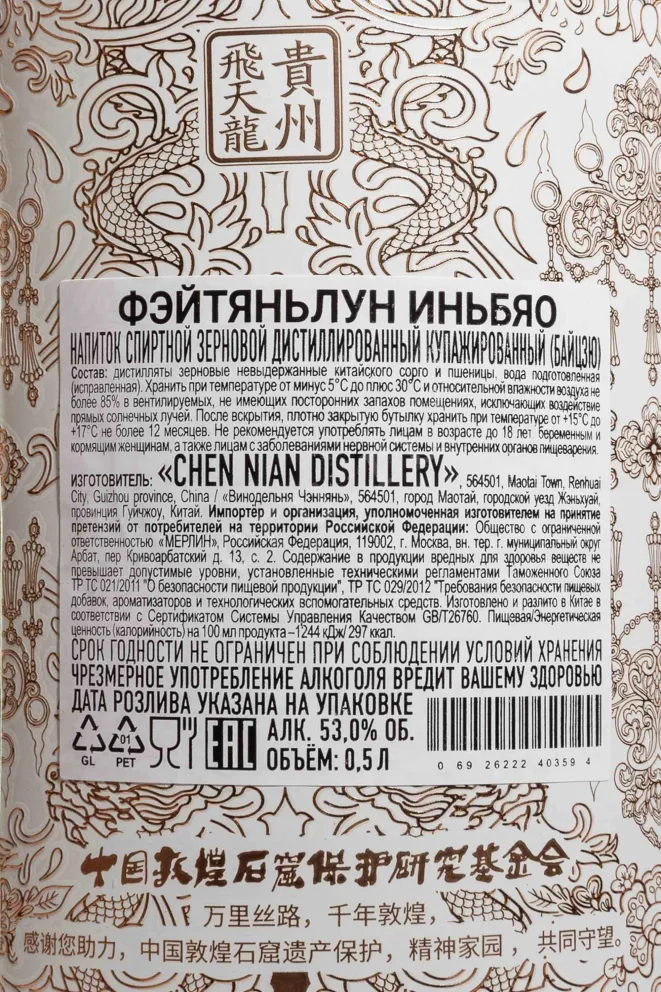 貴州
飛天龍
ФЭЙТЯНЬЛУН ИНЬБЯО
НАПИТОК СПИРТНОЙ ЗЕРНОВОЙ ДИСТИЛЛИРОВАННЫЙ КУПАЖИРОВАННЫЙ (БАЙЦЗЮ)
Состав: дистилляты зерновые невыдержанные китайского сорго и пшеницы, вода подготовленная
(исправленная). Хранить при температуре от минус 5°С до плюс 30°С и относительной влажности воздуха не
более 85% в вентилируемых, не имеющих посторонних запахов помещениях, исключающих воздействие
прямых солнечных лучей. После вскрытия, плотно закрытую бутылку хранить при температуре от +15°С до
+17°С не более 12 месяцев. Не рекомендуется употреблять лицам в возрасте до 18 лет, беременным и
кормящим женщинам, а также лицам с заболеваниями нервной системы и внутренних органов пищеварения.
ИЗГОТОВИТЕЛЬ: «CHEN NIAN DISTILLERY», 564501, Maotai Town, Renhuai
City, Guizhou province, China / «Винодельня Чэннянь», 564501, город Маотай, городской уезд Жэньхуай,
провинция Гуйчжоу, Китай. Импортёр и организация, уполномоченная изготовителем на принятие
претензий от потребителей на территории Российской Федерации: Общество с ограниченной
ответственностью «МЕРЛИН», Российская Федерация, 119002, г. Москва, вн. тер. г. муниципальный округ
Арбат, пер Кривоарбатский д. 13, с. 2. Содержание в продукции вредных для здоровья веществ не
превышает допустимые уровни, установленные техническими регламентами Таможенного Союза
ТР ТС 021/2011 "О безопасности пищевой продукции", ТР ТС 029/2012 "Требования безопасности пищевых
добавок, ароматизаторов и технологических вспомогательных средств. Изготовлено и разлито в Китае в
соответствии с Сертификатом Системы Управления Качеством GB/T26760. Пищевая/Энергетическая
ценность (калорийность) на 100 мл продукта –1244 кДж/ 297 ккал.
СРОК ГОДНОСТИ НЕ ОГРАНИЧЕН ПРИ СОБЛЮДЕНИИ УСЛОВИЙ ХРАНЕНИЯ
ЧРЕЗМЕРНОЕ УПОТРЕБЛЕНИЕ АЛКОГОЛЯ ВРЕДИТ ВАШЕМУ ЗДОРОВЬЮ
ДАТА РОЗЛИВА УКАЗАНА НА УПАКОВКЕ
GL
01
PET
EAC
АЛК. 53,0% ОБ.
ОБЪЁМ: 0,5 Л
0 69 26222 40359 4
中国敦煌石窟保护研究基金会
万里丝路，千年敦煌，
感谢您助力，中国敦煌石窟遗产保护，精神家园，共同守望。